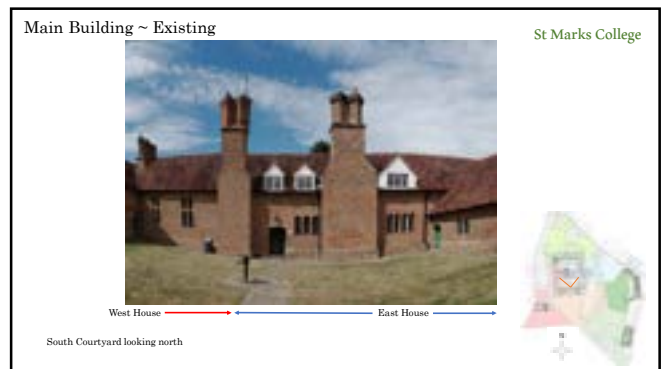 Main Building ~ Existing
St Marks College
West House
East House
South Courtyard looking north